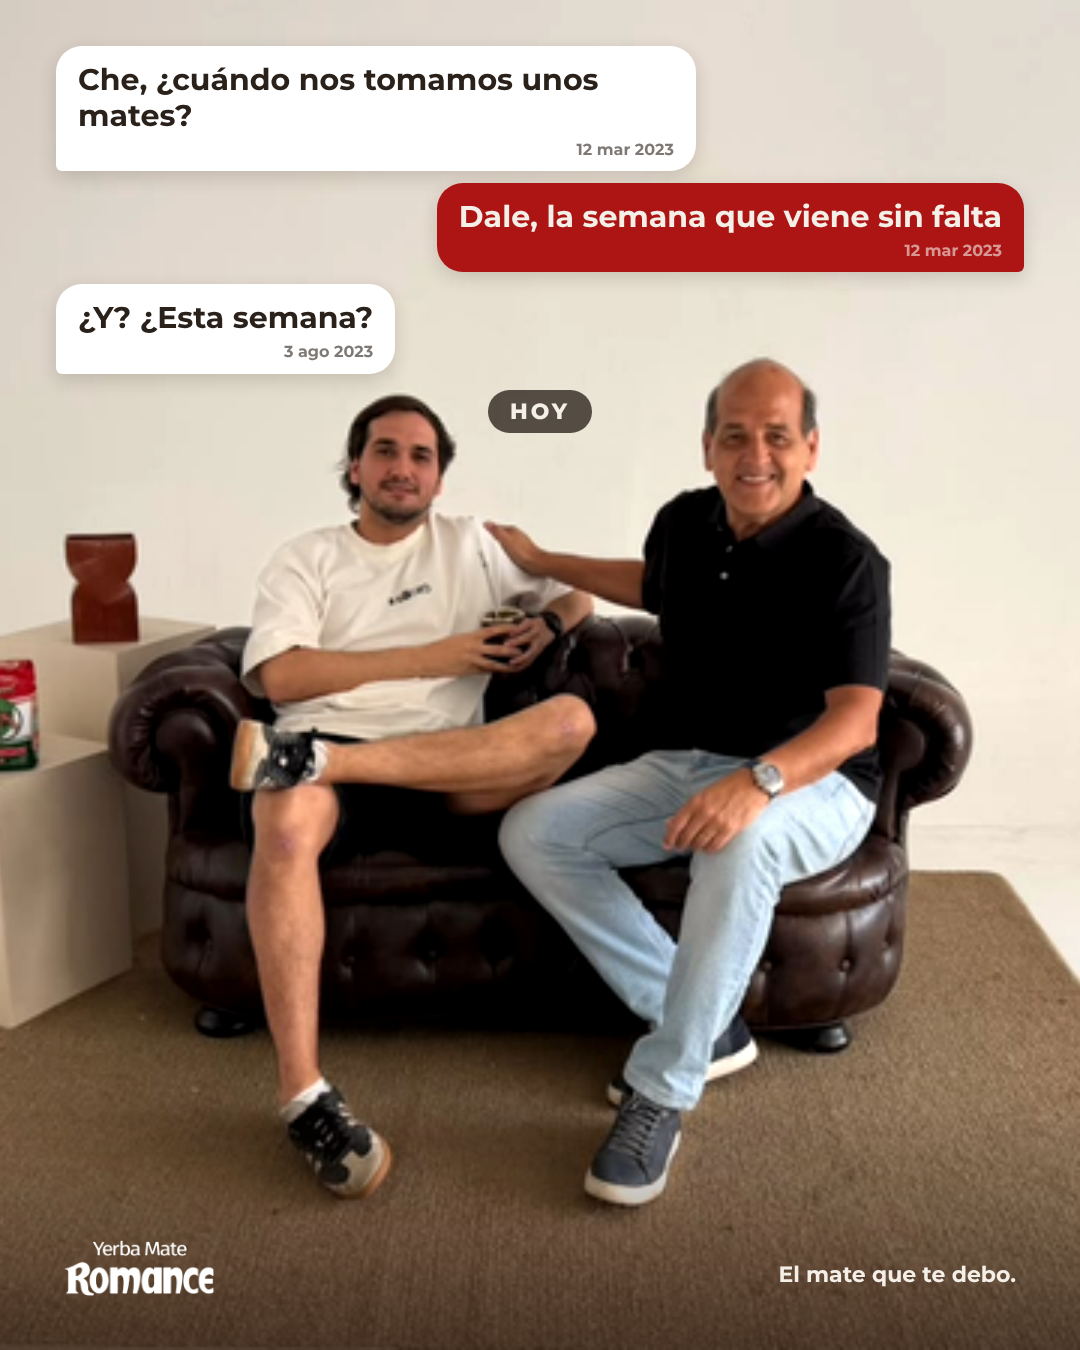 Che, ¿cuándo nos tomamos unos
mates?
12 mar 2023
Dale, la semana que viene sin falta
12 mar 2023
¿Y? ¿Esta semana?
3 ago 2023
HOY
Yerba Mate
Romance
El mate que te debo.